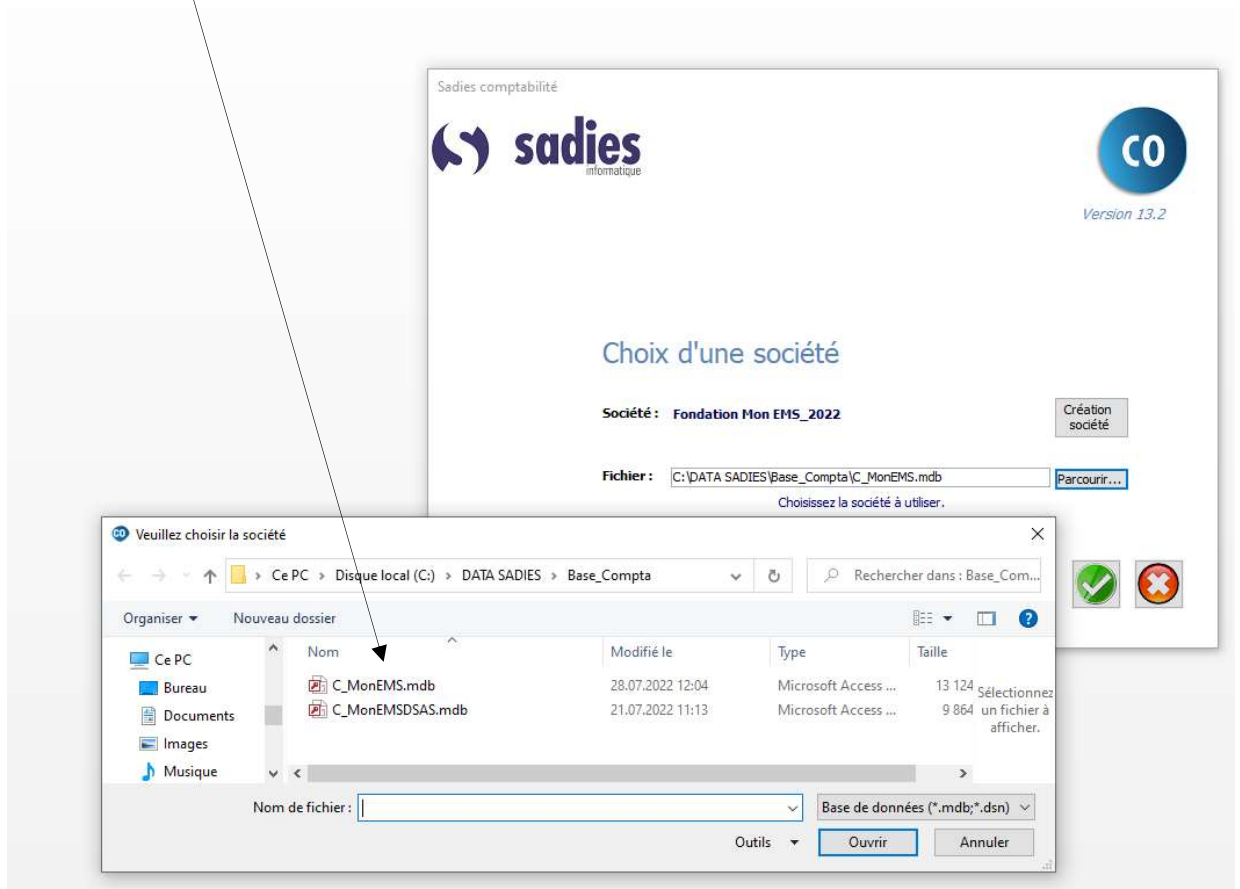 Sadies comptabilité
sadies
informatique
CO
Version 13.2
Choix d'une société
Société : Fondation Mon EMS_2022
Création
société
Fichier : C:\DATA SADIES\Base_Compta\C_MonEMS.mdb Parcourir...
Choisissez la société à utiliser.
CO Veuillez choisir la société
Ce PC > Disque local (C:) > DATA SADIES > Base_Compta Rechercher dans : Base_Com...
Organiser Nouveau dossier
Nom Modifié le Type Taille
Ce PC
Bureau
Documents
Images
Musique
C_MonEMS.mdb 28.07.2022 12:04 Microsoft Access ... 13 124
C_MonEMSDSAS.mdb 21.07.2022 11:13 Microsoft Access ... 9 864
Sélectionnez
un fichier à
afficher.
Nom de fichier : Base de données (*.mdb;*.dsn)
Outils Ouvrir Annuler